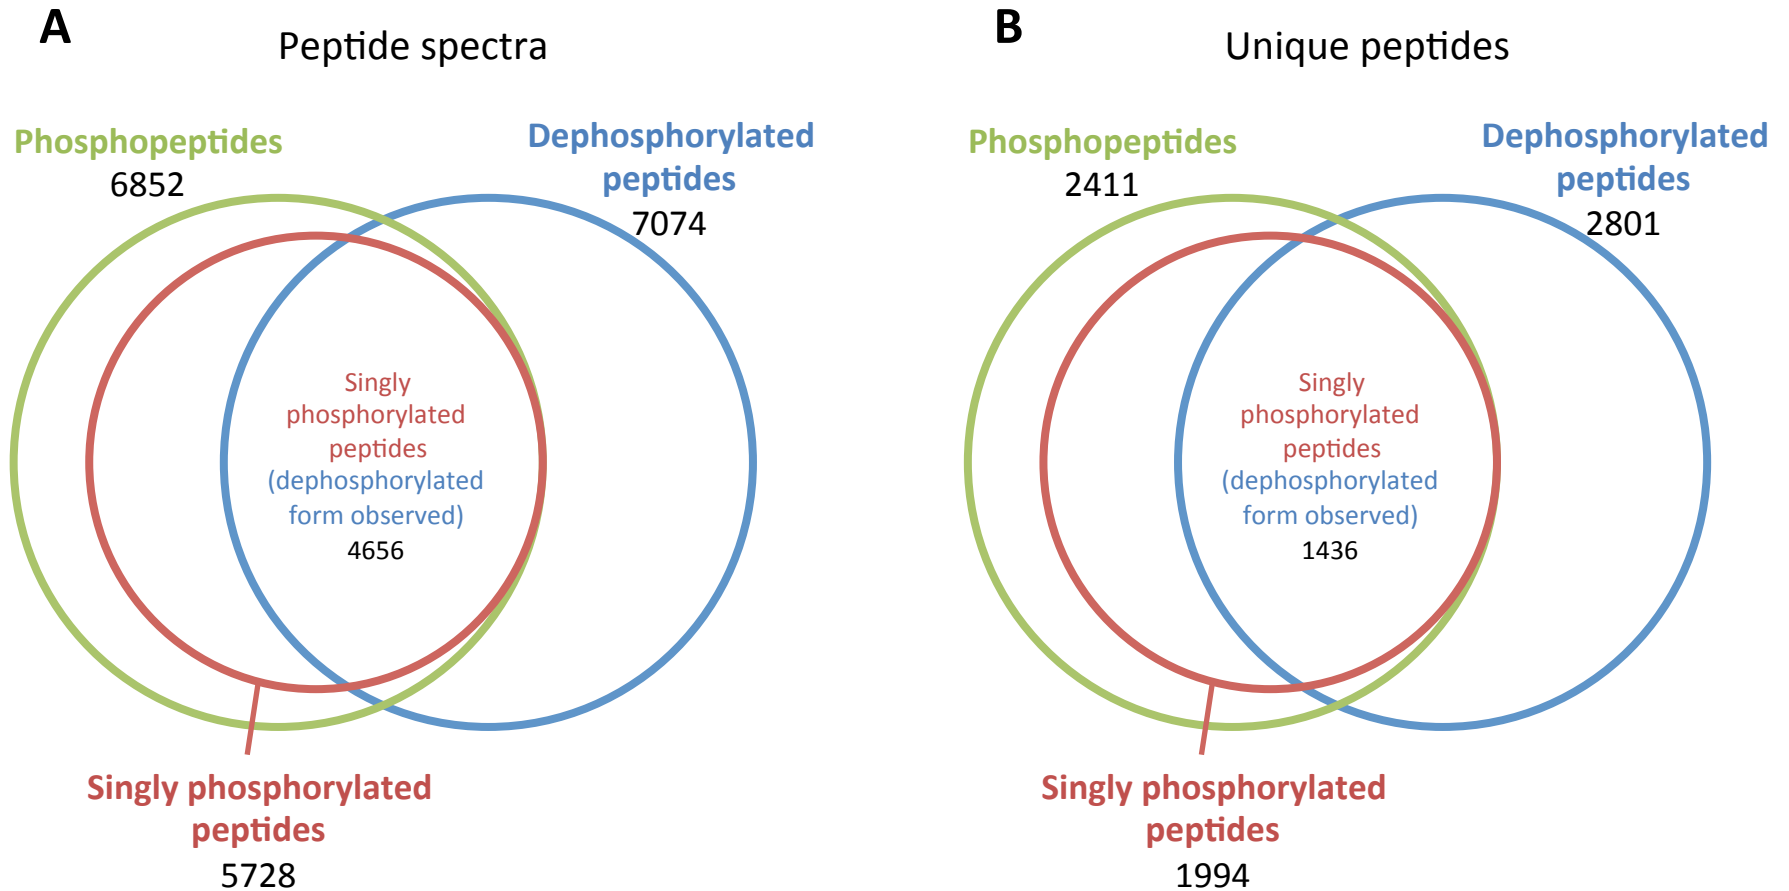 A
Peptide spectra
Phosphopeptides
6852
Dephosphorylated
peptides
7074
Singly
phosphorylated
peptides
(dephosphorylated
form observed)
4656
Singly phosphorylated
peptides
5728
B
Unique peptides
Phosphopeptides
2411
Dephosphorylated
peptides
2801
Singly
phosphorylated
peptides
(dephosphorylated
form observed)
1436
Singly phosphorylated
peptides
1994